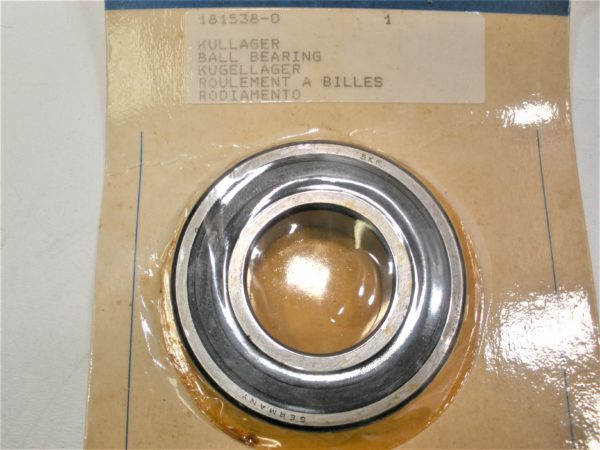 181538-0 1
KULLAGER
BALL BEARING
KUGELLAGER
ROULEMENT A BILLES
RODIAMENTO
SKF
GERMANY